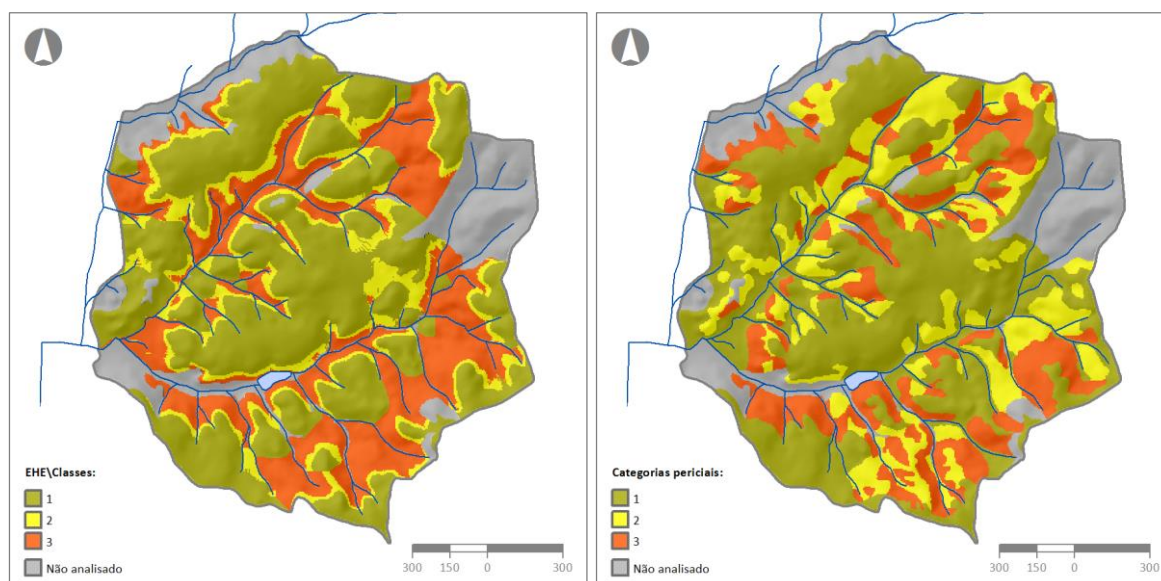 EHE\Classes:
1
2
3
Não analisado
300 150 0 300
Categorias periciais:
1
2
3
Não analisado
300 150 0 300